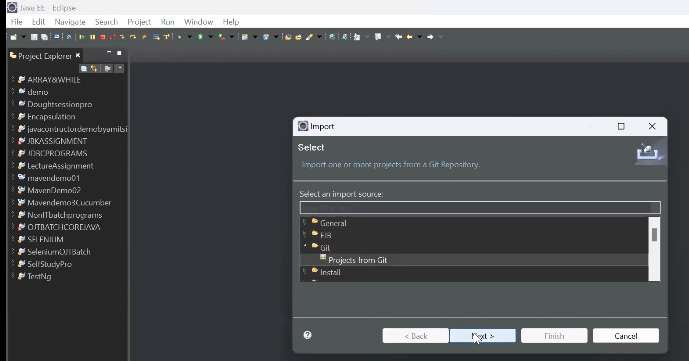 Java EE - Eclipse
File Edit Navigate Search Project Run Window Help
Project Explorer
ARRAY&WHILE
demo
Doughtsessionpro
Encapsulation
javacontructordemobyamitsi
JBKASSIGNMENT
JDBCPROGRAMS
LectureAssignment
mavendemo01
MavenDemo02
Mavendemo3Cucumber
NonITbatchprograms
OJTBATCHCOREJAVA
SELENIUM
SeleniumOJTBatch
SelfStudyPro
TestNg
Import
Select
Import one or more projects from a Git Repository.
Select an import source:
General
EJB
Git
Projects from Git
Install
< Back Next > Finish Cancel